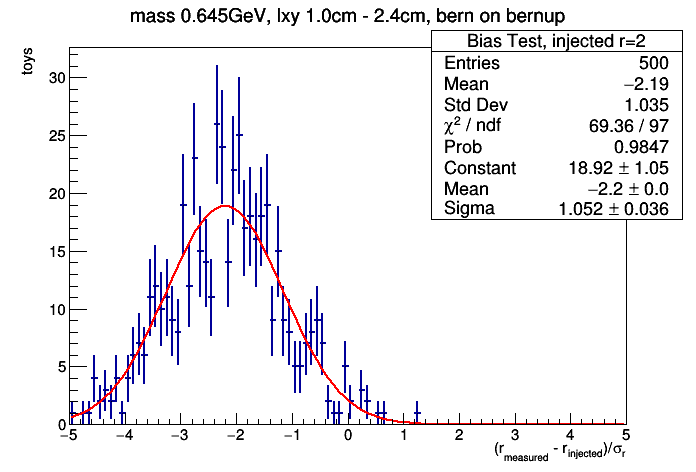 mass 0.645GeV, lxy 1.0cm - 2.4cm, bern on bernup
toys
Bias Test, injected r=2
Entries 500
Mean −2.19
Std Dev 1.035
χ² / ndf 69.36 / 97
Prob 0.9847
Constant 18.92 ± 1.05
Mean −2.2 ± 0.0
Sigma 1.052 ± 0.036
30
25
20
15
10
5
0
−5 −4 −3 −2 −1 0 1 2 3 4 5
(r_measured - r_injected)/σ_r